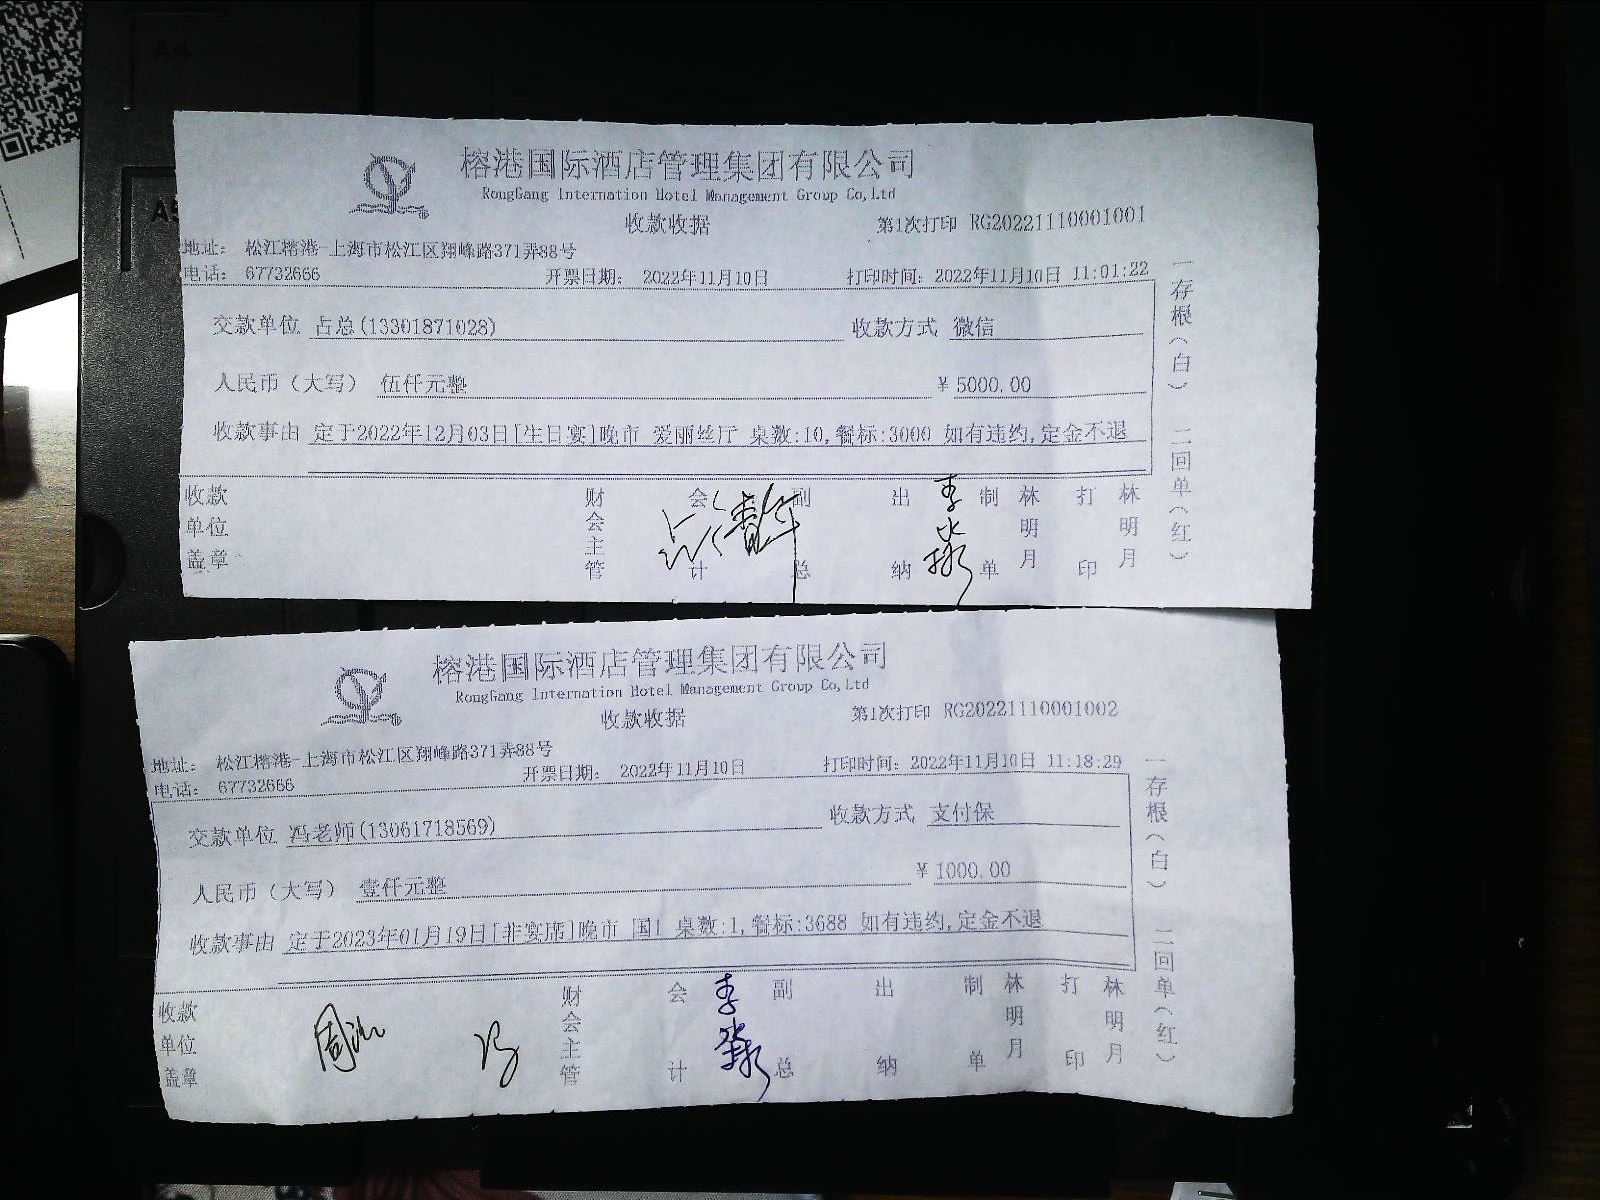 A4
A5
榕港国际酒店管理集团有限公司
RongGang Internation Hotel Management Group Co,Ltd
收款收据
第1次打印 RG20221110001001
地址: 松江榕港-上海市松江区翔峰路371弄88号
电话: 67732666 开票日期: 2022年11月10日 打印时间: 2022年11月10日 11:01:22
交款单位 占总(13301871028) 收款方式 微信
人民币(大写) 伍仟元整 ¥ 5000.00
收款事由 定于2022年12月03日[生日宴]晚市 爱丽丝厅 桌数:10,餐标:3000 如有违约,定金不退
收款单位盖章 财会主管 会计 副总 出纳 李 制单 林明月 打印 林明月
一存根(白) 二回单(红)
榕港国际酒店管理集团有限公司
RongGang Internation Hotel Management Group Co,Ltd
收款收据
第1次打印 RG20221110001002
地址: 松江榕港-上海市松江区翔峰路371弄88号
电话: 67732666 开票日期: 2022年11月10日 打印时间: 2022年11月10日 11:18:29
交款单位 冯老师(13061718569) 收款方式 支付保
人民币(大写) 壹仟元整 ¥ 1000.00
收款事由 定于2023年01月19日[非宴席]晚市 国1 桌数:1,餐标:3688 如有违约,定金不退
收款单位盖章 周 冯 财会主管 会计 李 副总 出纳 制单 林明月 打印 林明月
一存根(白) 二回单(红)